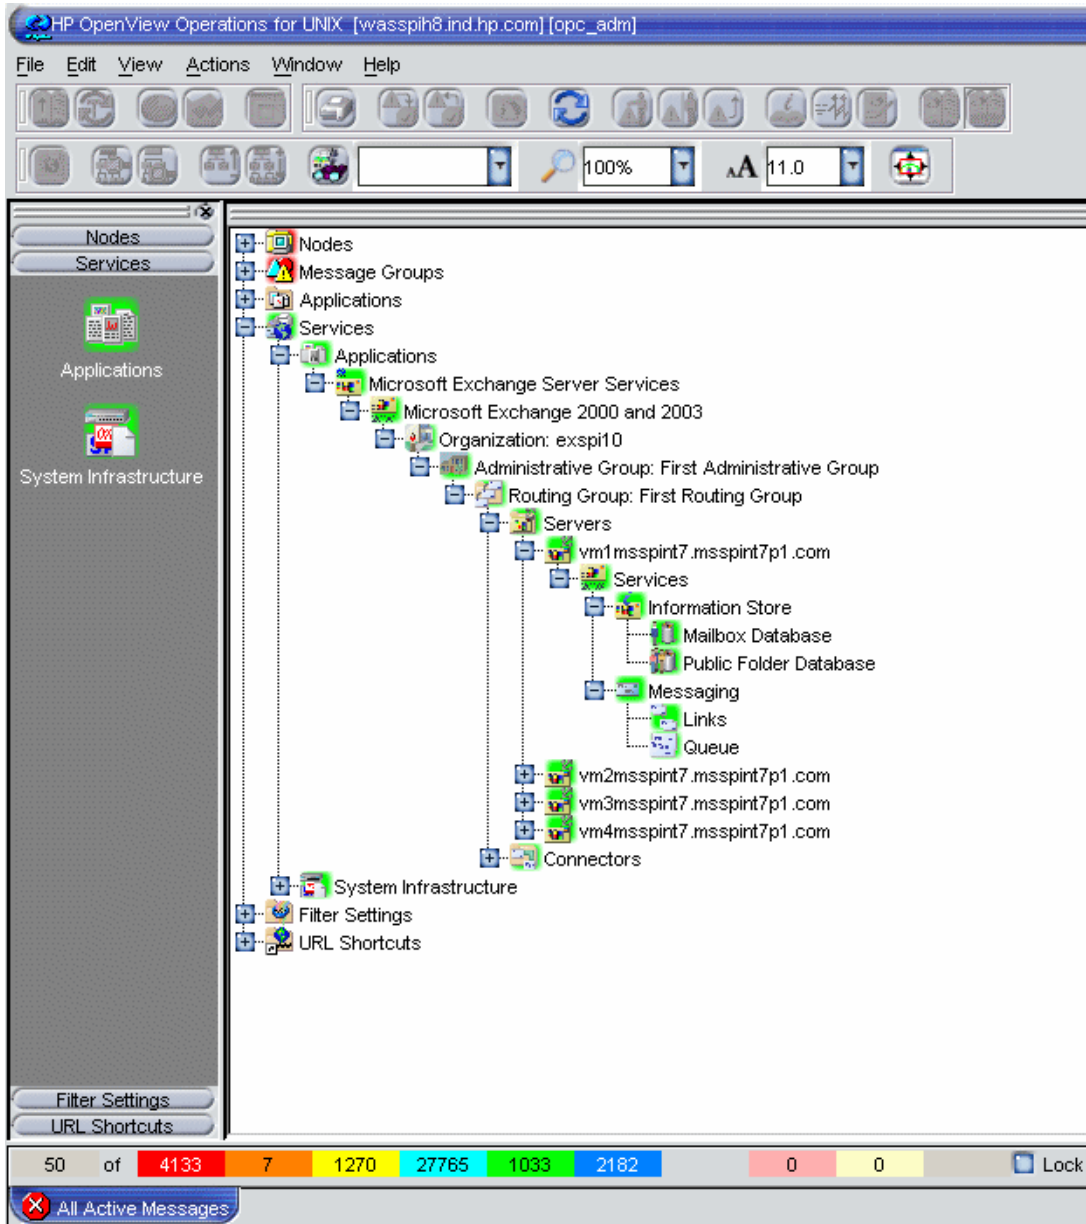 HP OpenView Operations for UNIX [wasspih8.ind.hp.com] [opc_adm]
File Edit View Actions Window Help
100% AA 11.0
Nodes
Services
Applications
System Infrastructure
Filter Settings
URL Shortcuts
Nodes
Message Groups
Applications
Services
Applications
Microsoft Exchange Server Services
Microsoft Exchange 2000 and 2003
Organization: exspi10
Administrative Group: First Administrative Group
Routing Group: First Routing Group
Servers
vm1msspint7.msspint7p1.com
Services
Information Store
Mailbox Database
Public Folder Database
Messaging
Links
Queue
vm2msspint7.msspint7p1.com
vm3msspint7.msspint7p1.com
vm4msspint7.msspint7p1.com
Connectors
System Infrastructure
Filter Settings
URL Shortcuts
50 of 4133 7 1270 27765 1033 2182 0 0 Lock
All Active Messages